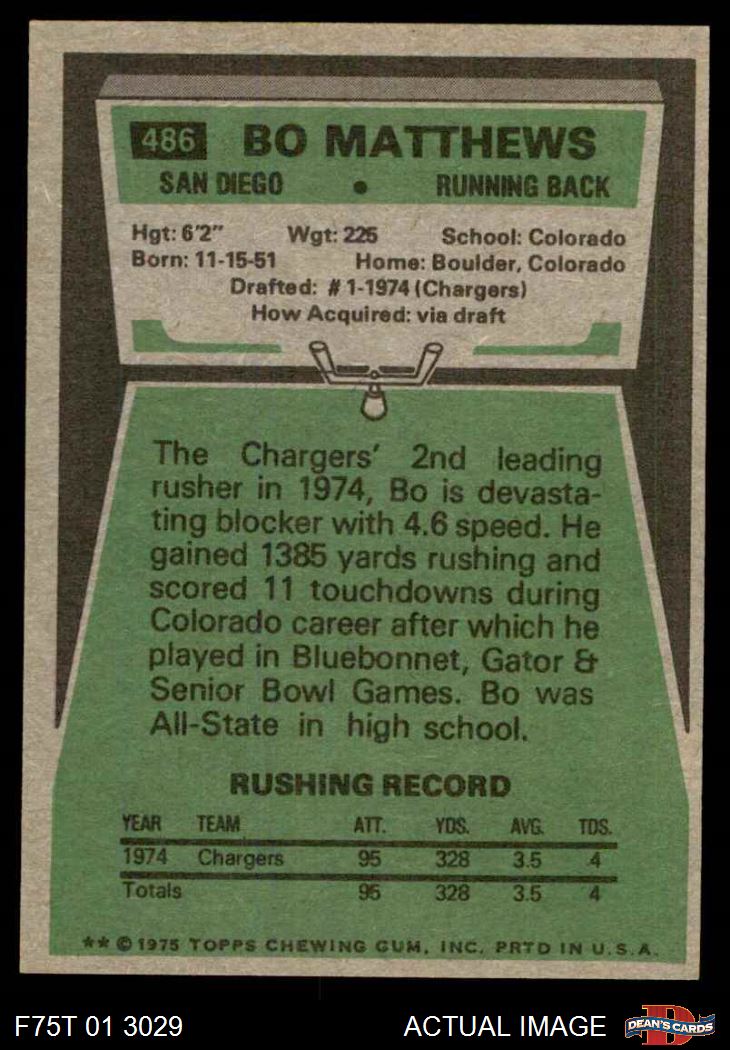 486 BO MATTHEWS
SAN DIEGO • RUNNING BACK
Hgt: 6'2" Wgt: 225 School: Colorado
Born: 11-15-51 Home: Boulder, Colorado
Drafted: #1-1974 (Chargers)
How Acquired: via draft
The Chargers' 2nd leading
rusher in 1974, Bo is devasta-
ting blocker with 4.6 speed. He
gained 1385 yards rushing and
scored 11 touchdowns during
Colorado career after which he
played in Bluebonnet, Gator &
Senior Bowl Games. Bo was
All-State in high school.
RUSHING RECORD
YEAR TEAM ATT. YDS. AVG. TDS.
1974 Chargers 95 328 3.5 4
Totals 95 328 3.5 4
** © 1975 TOPPS CHEWING GUM, INC. PRTD IN U.S.A.
F75T 01 3029 ACTUAL IMAGE D DEAN'S CARDS